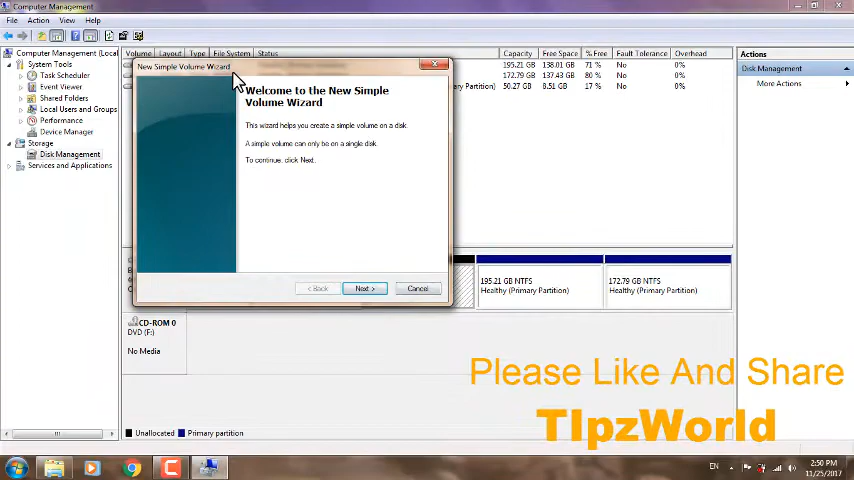 Computer Management
File Action View Help
Computer Management (Local)
System Tools
Task Scheduler
Event Viewer
Shared Folders
Local Users and Groups
Performance
Device Manager
Storage
Disk Management
Services and Applications
Volume Layout Type File System Status Capacity Free Space % Free Fault Tolerance Overhead
195.21 GB 138.01 GB 71 % No
172.79 GB 137.43 GB 80 % No
Partition) 50.27 GB 8.51 GB 17 % No
New Simple Volume Wizard
Welcome to the New Simple
Volume Wizard
This wizard helps you create a simple volume on a disk.
A simple volume can only be on a single disk.
To continue, click Next.
< Back Next > Cancel
195.21 GB NTFS
Healthy (Primary Partition)
172.79 GB NTFS
Healthy (Primary Partition)
CD-ROM 0
DVD (F:)
No Media
Unallocated Primary partition
Actions
Disk Management
More Actions
Please Like And Share
TIpzWorld
EN
2:50 PM
11/25/2017